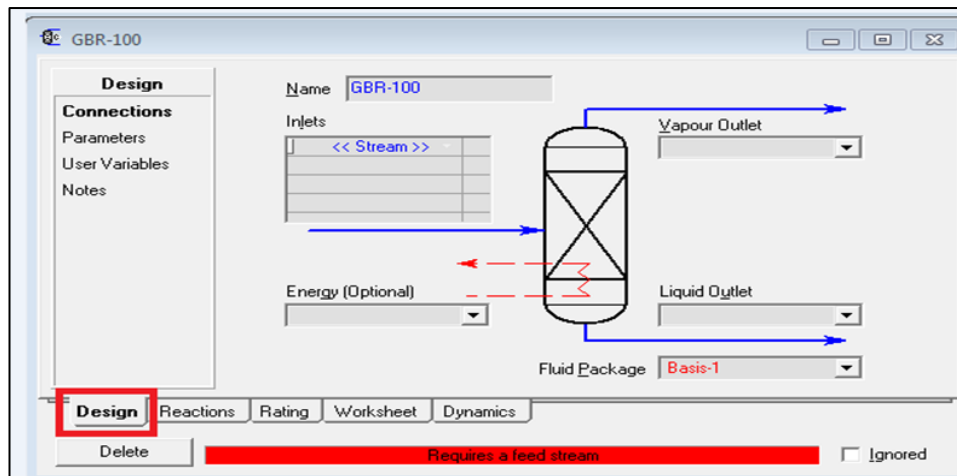 GBR-100
Design
Connections
Parameters
User Variables
Notes
Name GBR-100
Inlets
<< Stream >>
Vapour Outlet
Energy (Optional)
Liquid Outlet
Fluid Package Basis-1
Design Reactions Rating Worksheet Dynamics
Delete Requires a feed stream Ignored